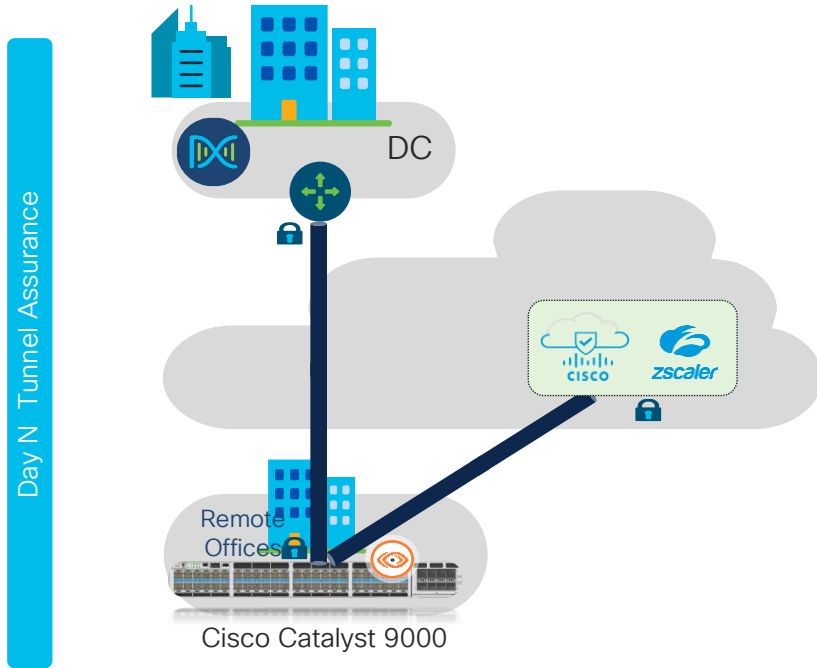 Day N Tunnel Assurance
DC
CISCO
zscaler
Remote
Offices
Cisco Catalyst 9000